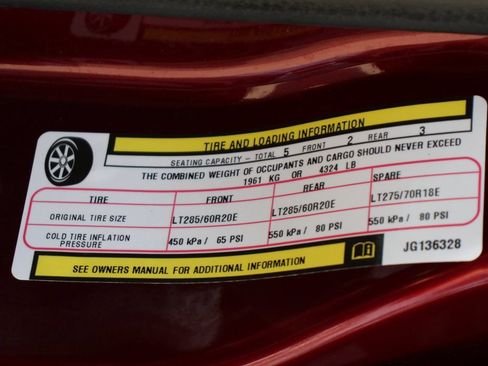 TIRE AND LOADING INFORMATION
SEATING CAPACITY - TOTAL 5 FRONT 2 REAR 3
THE COMBINED WEIGHT OF OCCUPANTS AND CARGO SHOULD NEVER EXCEED
1961 KG OR 4324 LB
TIRE FRONT REAR SPARE
ORIGINAL TIRE SIZE LT285/60R20E LT285/60R20E LT275/70R18E
COLD TIRE INFLATION PRESSURE 450 kPa / 65 PSI 550 kPa / 80 PSI 550 kPa / 80 PSI
SEE OWNERS MANUAL FOR ADDITIONAL INFORMATION
JG136328